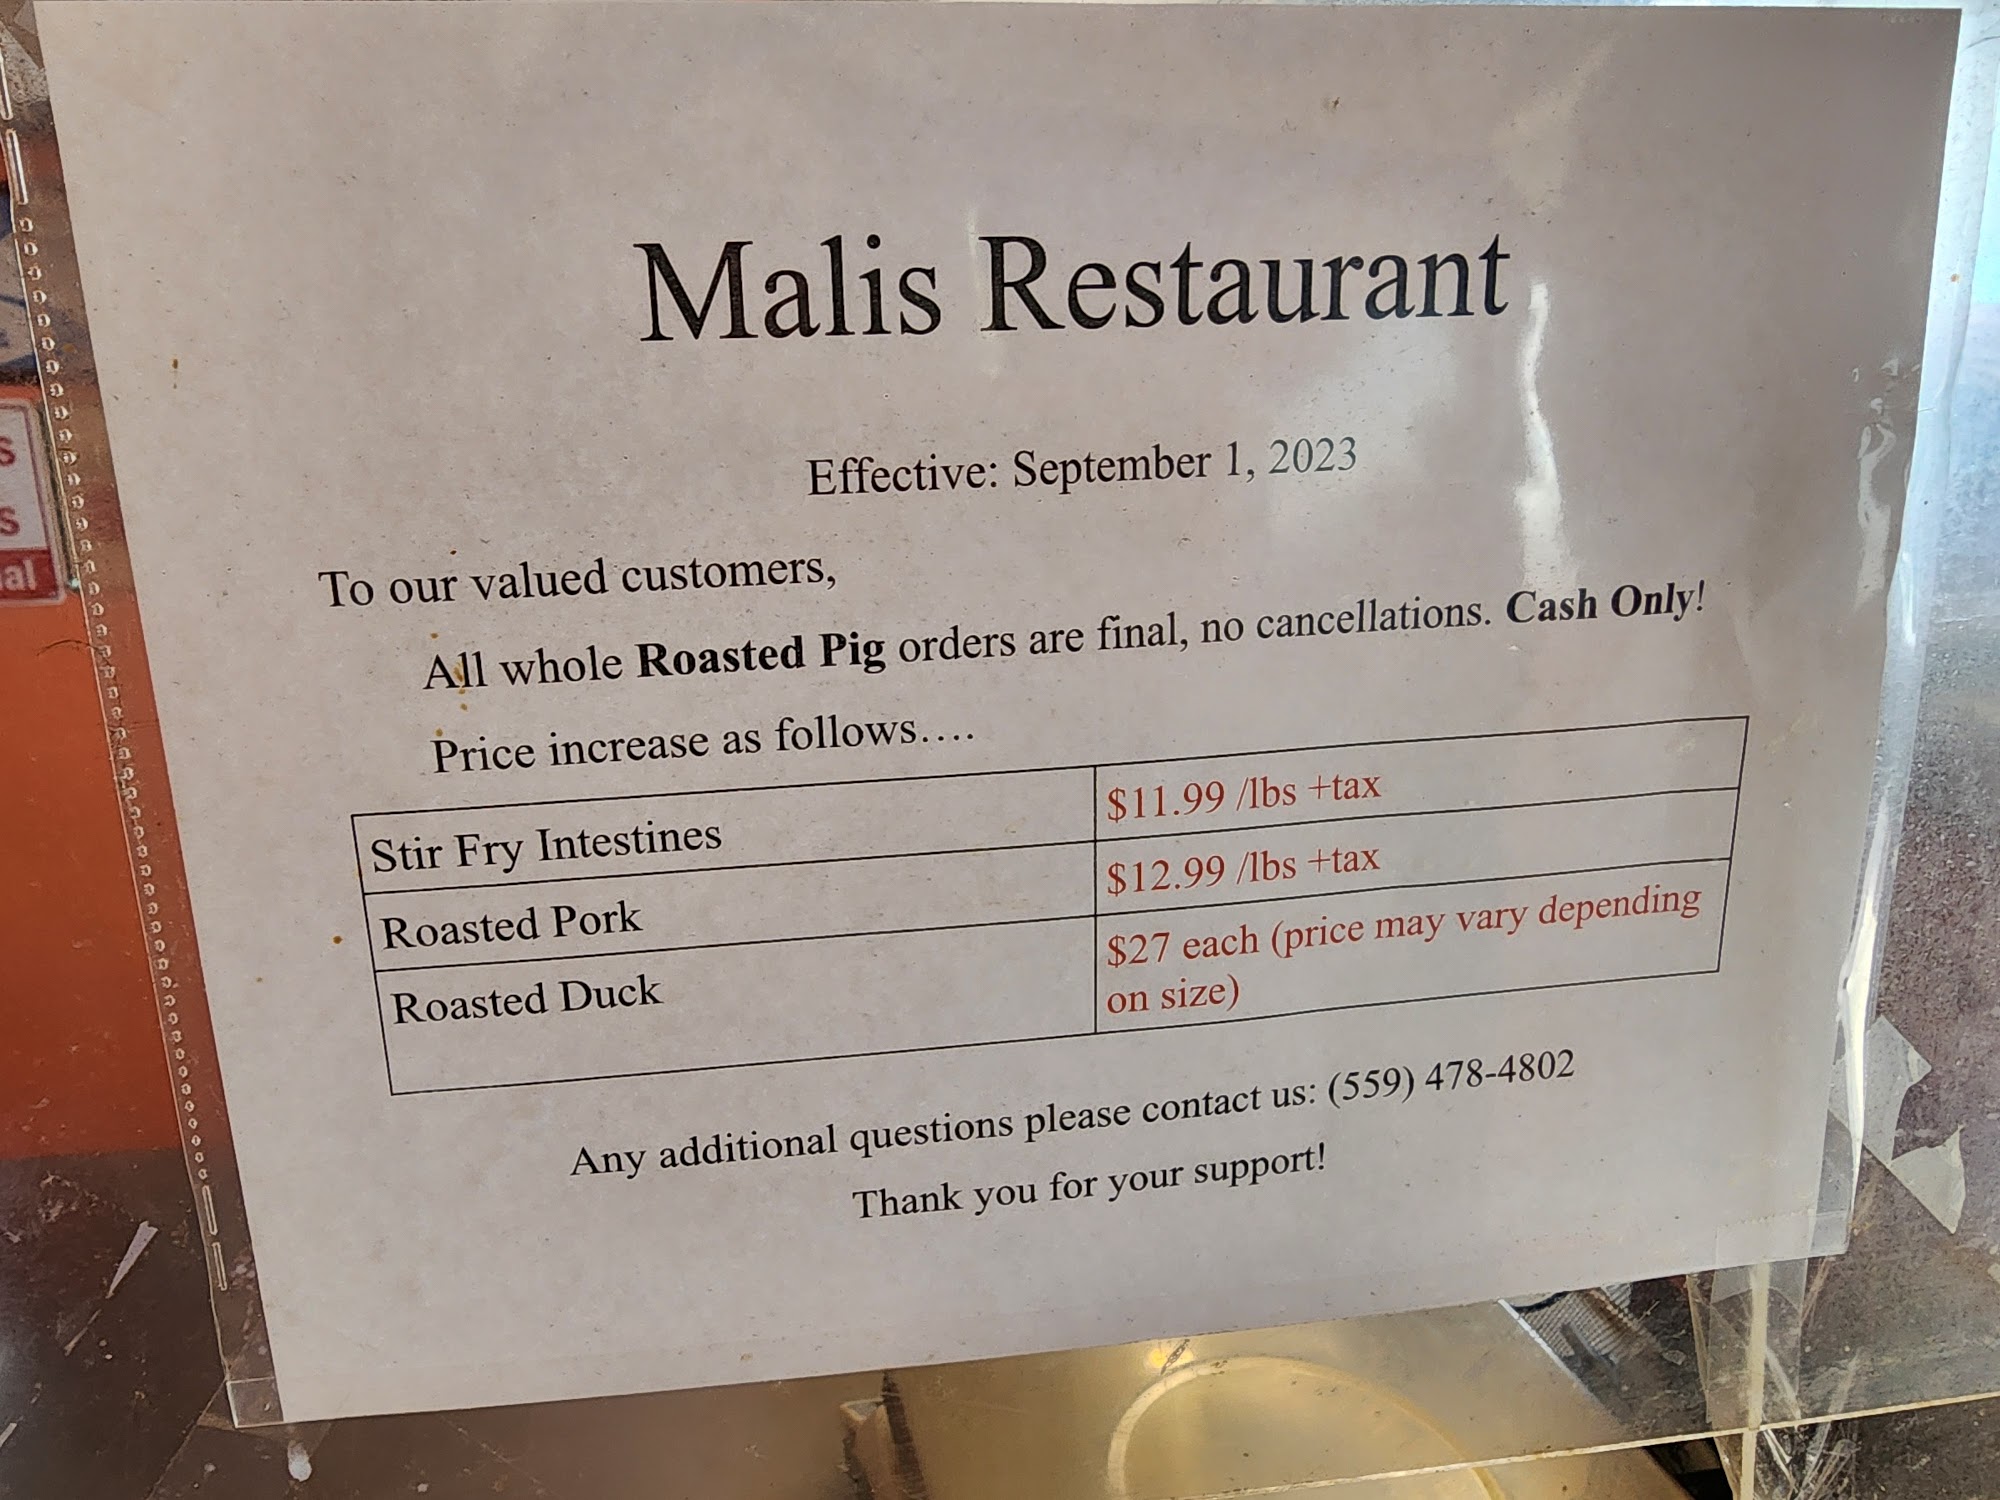 Malis Restaurant
Effective: September 1, 2023
To our valued customers,
All whole Roasted Pig orders are final, no cancellations. Cash Only!
Price increase as follows….
Stir Fry Intestines $11.99 /lbs +tax
Roasted Pork $12.99 /lbs +tax
Roasted Duck $27 each (price may vary depending
on size)
Any additional questions please contact us: (559) 478-4802
Thank you for your support!
s
s
al